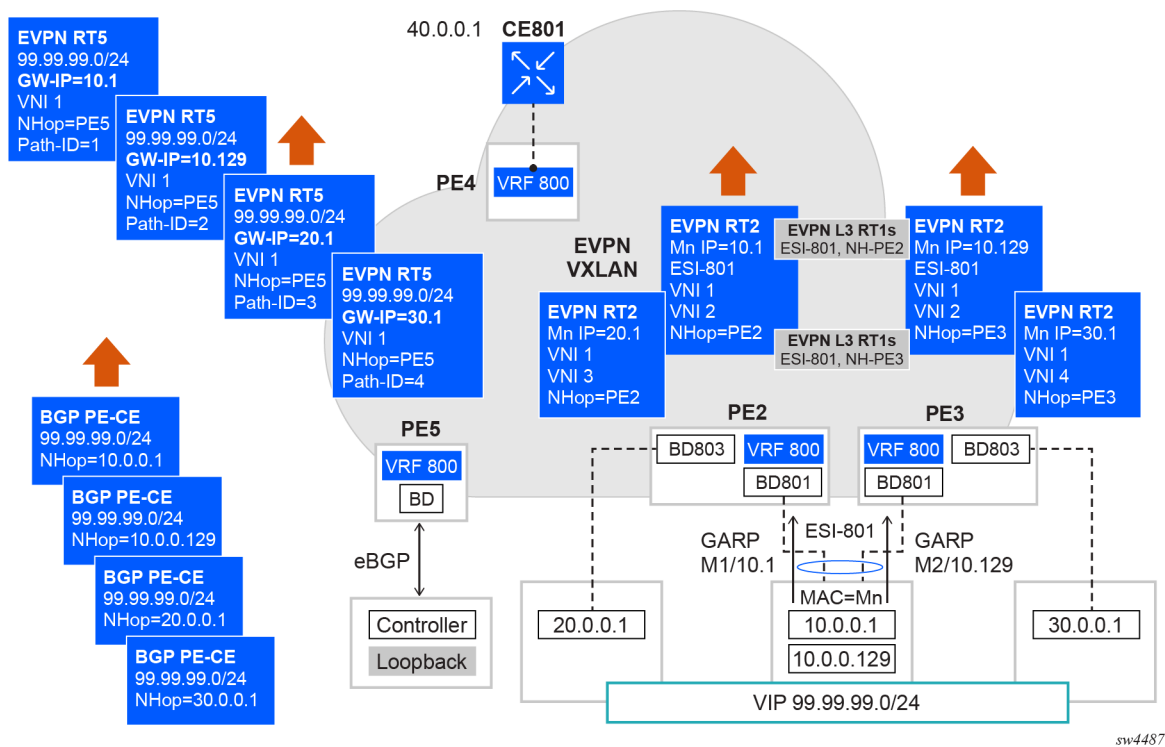 40.0.0.1
CE801
EVPN RT5
99.99.99.0/24
GW-IP=10.1
VNI 1
NHop=PE5
Path-ID=1
EVPN RT5
99.99.99.0/24
GW-IP=10.129
VNI 1
NHop=PE5
Path-ID=2
EVPN RT5
99.99.99.0/24
GW-IP=20.1
VNI 1
NHop=PE5
Path-ID=3
EVPN RT5
99.99.99.0/24
GW-IP=30.1
VNI 1
NHop=PE5
Path-ID=4
PE4
VRF 800
EVPN
VXLAN
EVPN RT2
Mn IP=10.1
ESI-801
VNI 1
VNI 2
NHop=PE2
EVPN L3 RT1s
ESI-801, NH-PE2
EVPN RT2
Mn IP=10.129
ESI-801
VNI 1
VNI 2
NHop=PE3
EVPN RT2
Mn IP=20.1
VNI 1
VNI 3
NHop=PE2
EVPN L3 RT1s
ESI-801, NH-PE3
EVPN RT2
Mn IP=30.1
VNI 1
VNI 4
NHop=PE3
BGP PE-CE
99.99.99.0/24
NHop=10.0.0.1
BGP PE-CE
99.99.99.0/24
NHop=10.0.0.129
BGP PE-CE
99.99.99.0/24
NHop=20.0.0.1
BGP PE-CE
99.99.99.0/24
NHop=30.0.0.1
PE5
VRF 800
BD
eBGP
Controller
Loopback
PE2
BD803
VRF 800
BD801
PE3
VRF 800
BD803
BD801
GARP
M1/10.1
ESI-801
GARP
M2/10.129
MAC=Mn
20.0.0.1
10.0.0.1
10.0.0.129
30.0.0.1
VIP 99.99.99.0/24
sw4487